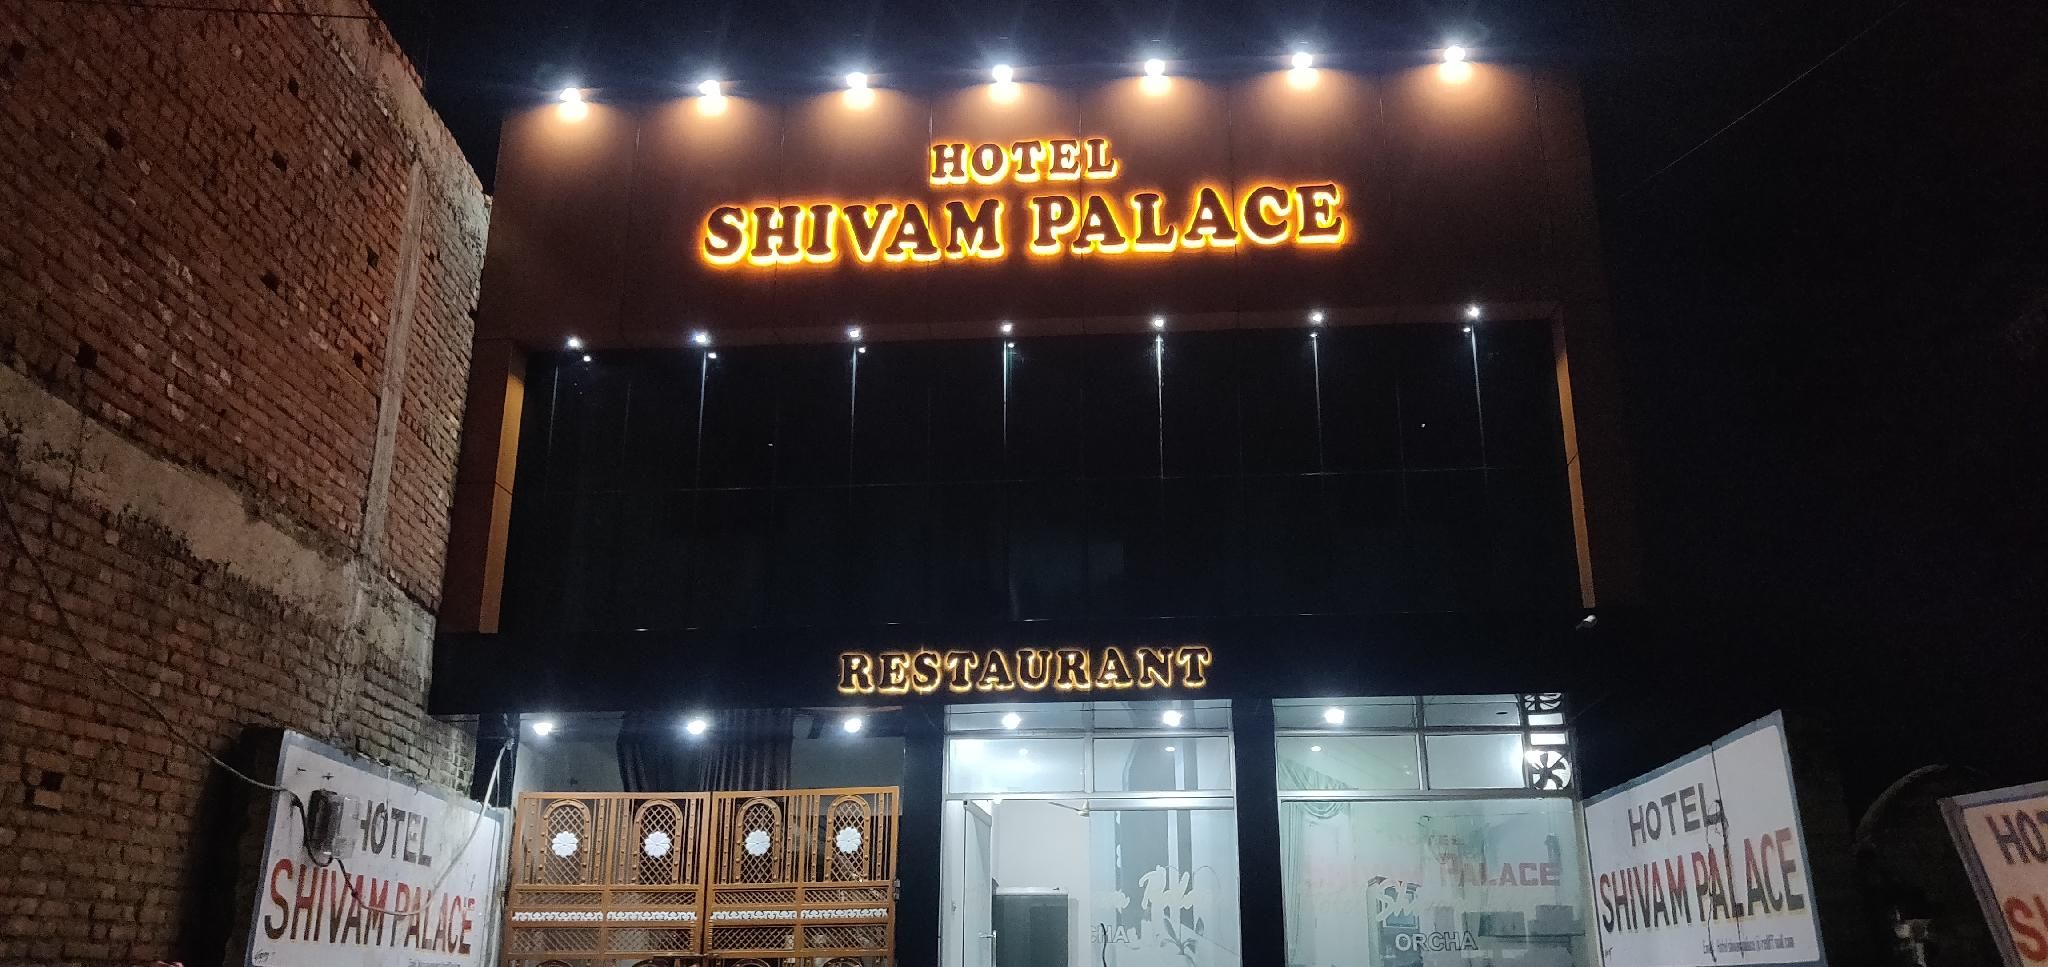 HOTEL
SHIVAM PALACE
RESTAURANT
HOTEL
SHIVAM PALACE
PALACE
ORCHA
HOTEL
SHIVAM PALACE